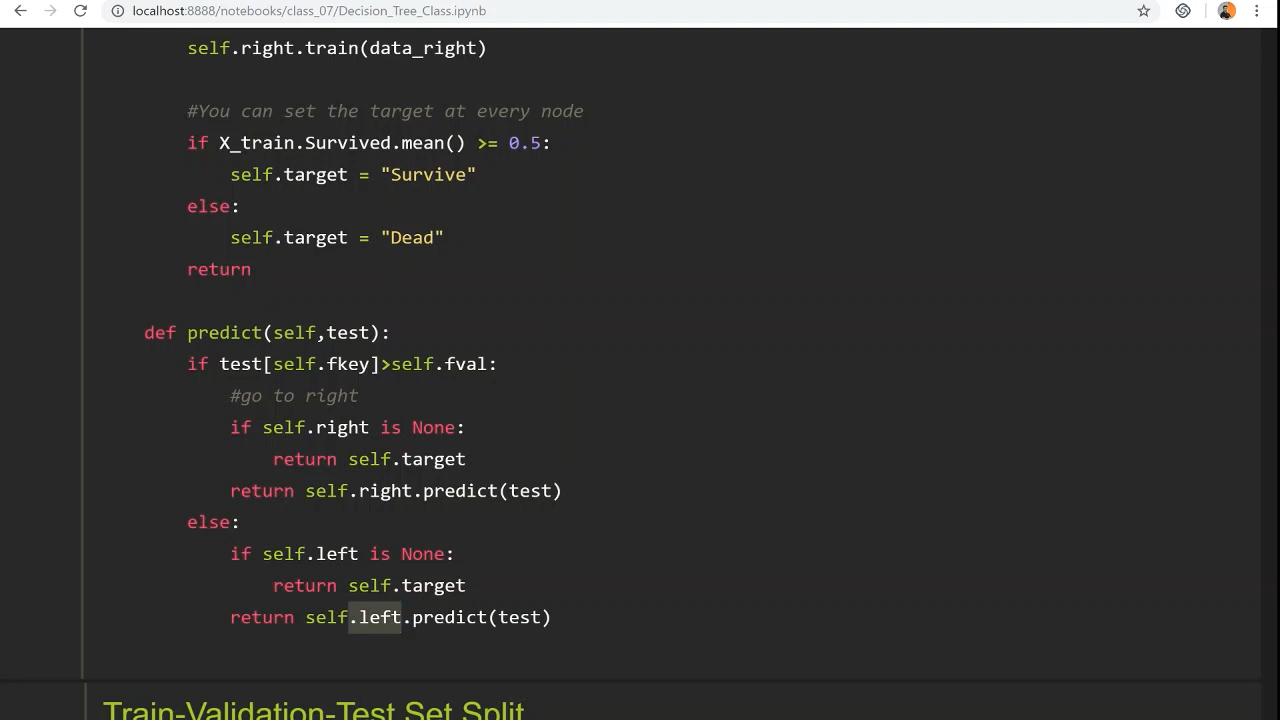 localhost:8888/notebooks/class_07/Decision_Tree_Class.ipynb
self.right.train(data_right)
#You can set the target at every node
if X_train.Survived.mean() >= 0.5:
self.target = "Survive"
else:
self.target = "Dead"
return
def predict(self,test):
if test[self.fkey]>self.fval:
#go to right
if self.right is None:
return self.target
return self.right.predict(test)
else:
if self.left is None:
return self.target
return self.left.predict(test)
Train-Validation-Test Set Split